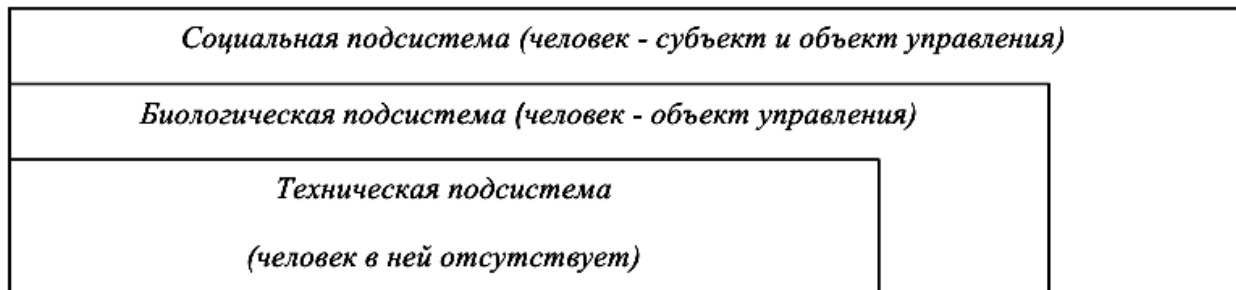 Социальная подсистема (человек - субъект и объект управления)
Биологическая подсистема (человек - объект управления)
Техническая подсистема
(человек в ней отсутствует)